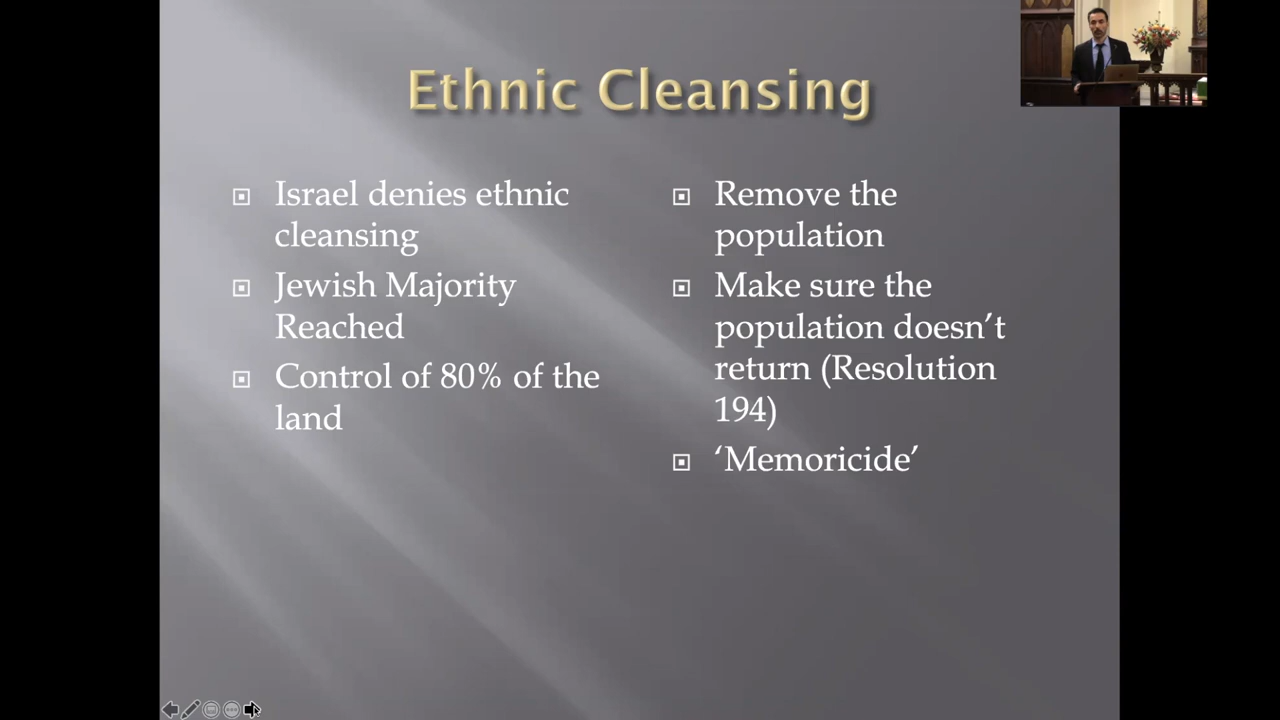 Ethnic Cleansing
Israel denies ethnic
cleansing
Jewish Majority
Reached
Control of 80% of the
land
Remove the
population
Make sure the
population doesn’t
return (Resolution
194)
‘Memoricide’